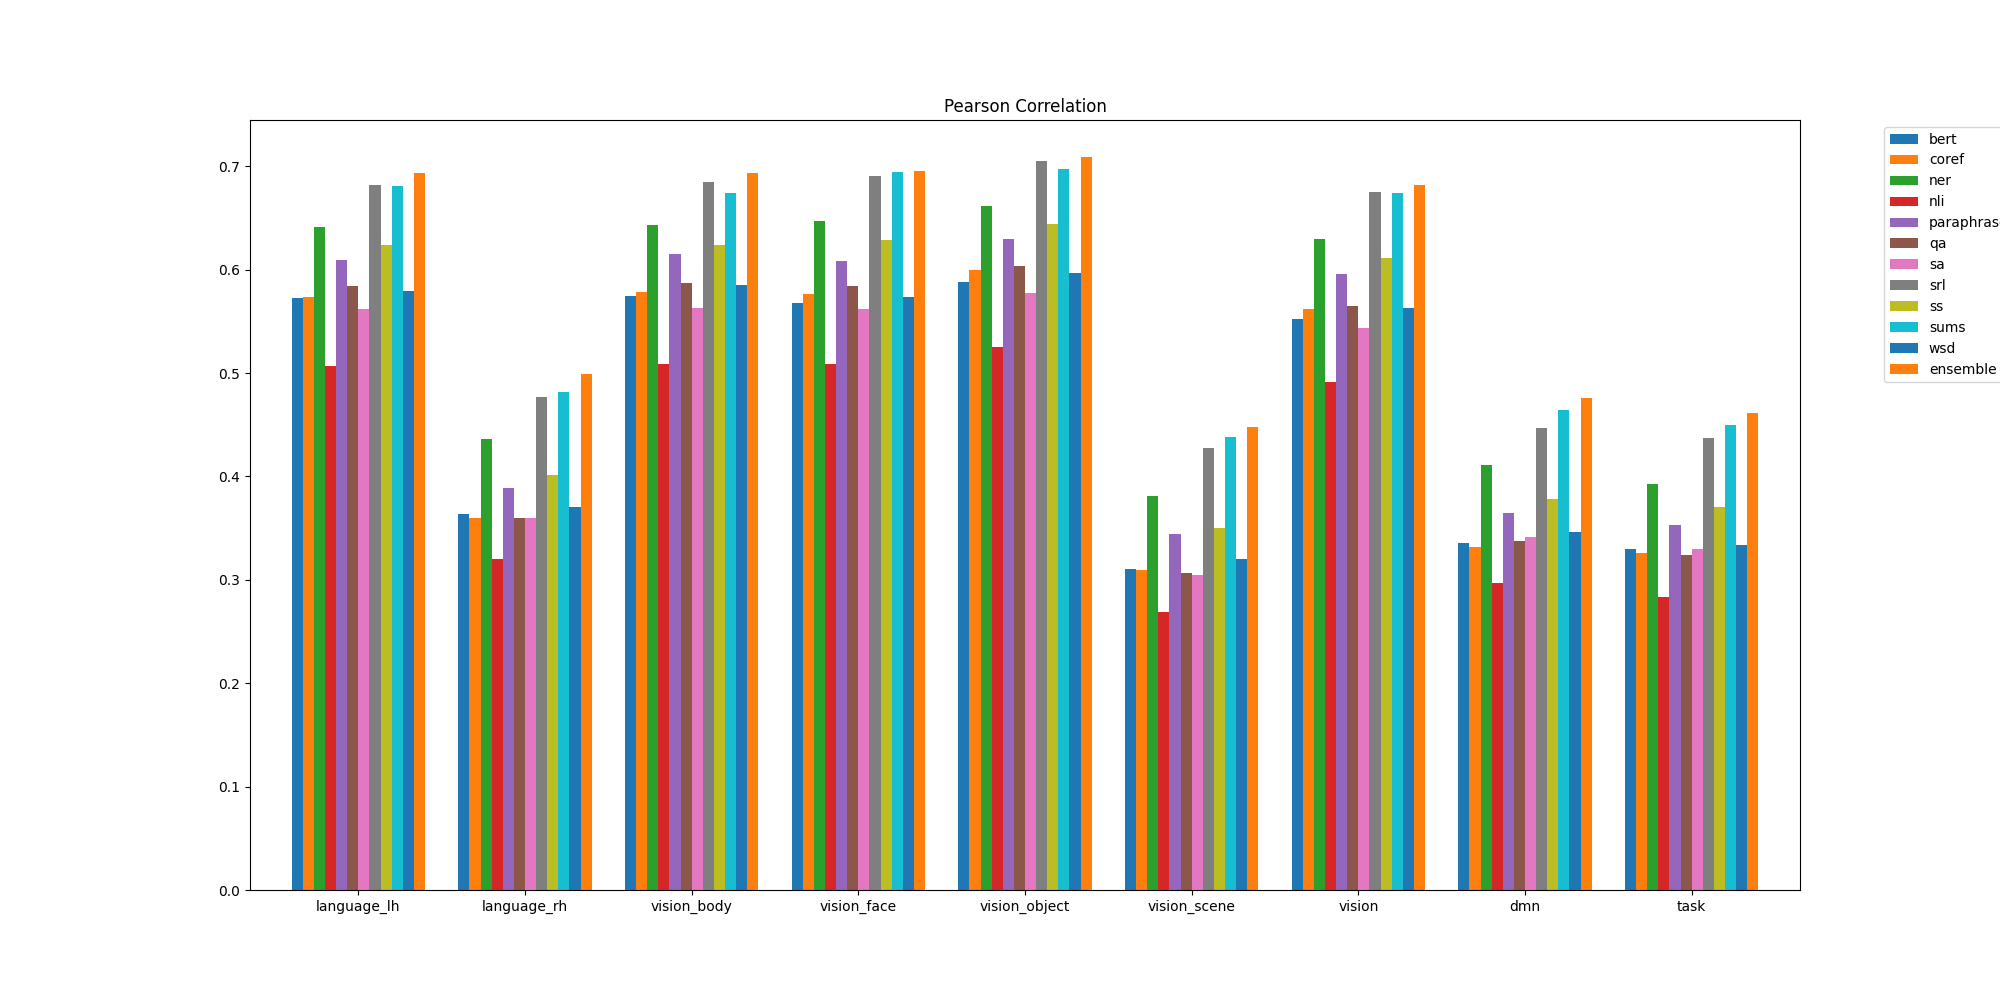 Pearson Correlation
0.7
0.6
0.5
0.4
0.3
0.2
0.1
0.0
language_lh language_rh vision_body vision_face vision_object vision_scene vision dmn task
bert
coref
ner
nli
paraphras
qa
sa
srl
ss
sums
wsd
ensemble